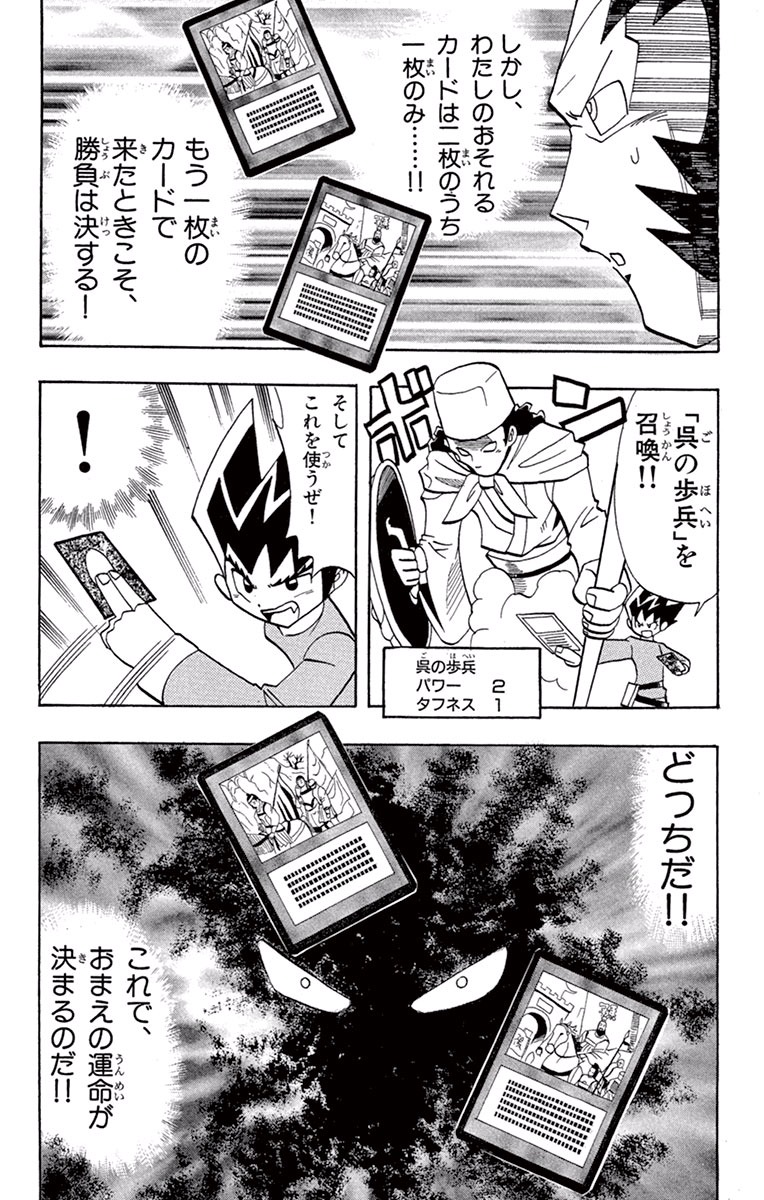 しかし、
わたしのおそれる
カードは二枚のうち
一枚のみ……!!
もう一枚の
カードで
来たときこそ、
勝負は決する!
「呉の歩兵」を
召喚!!
ボロ
ン
呉の歩兵
パワー 2
タフネス 1
そして
これを使うぜ!
!
どっちだ!!
これで、
おまえの運命が
決まるのだ!!